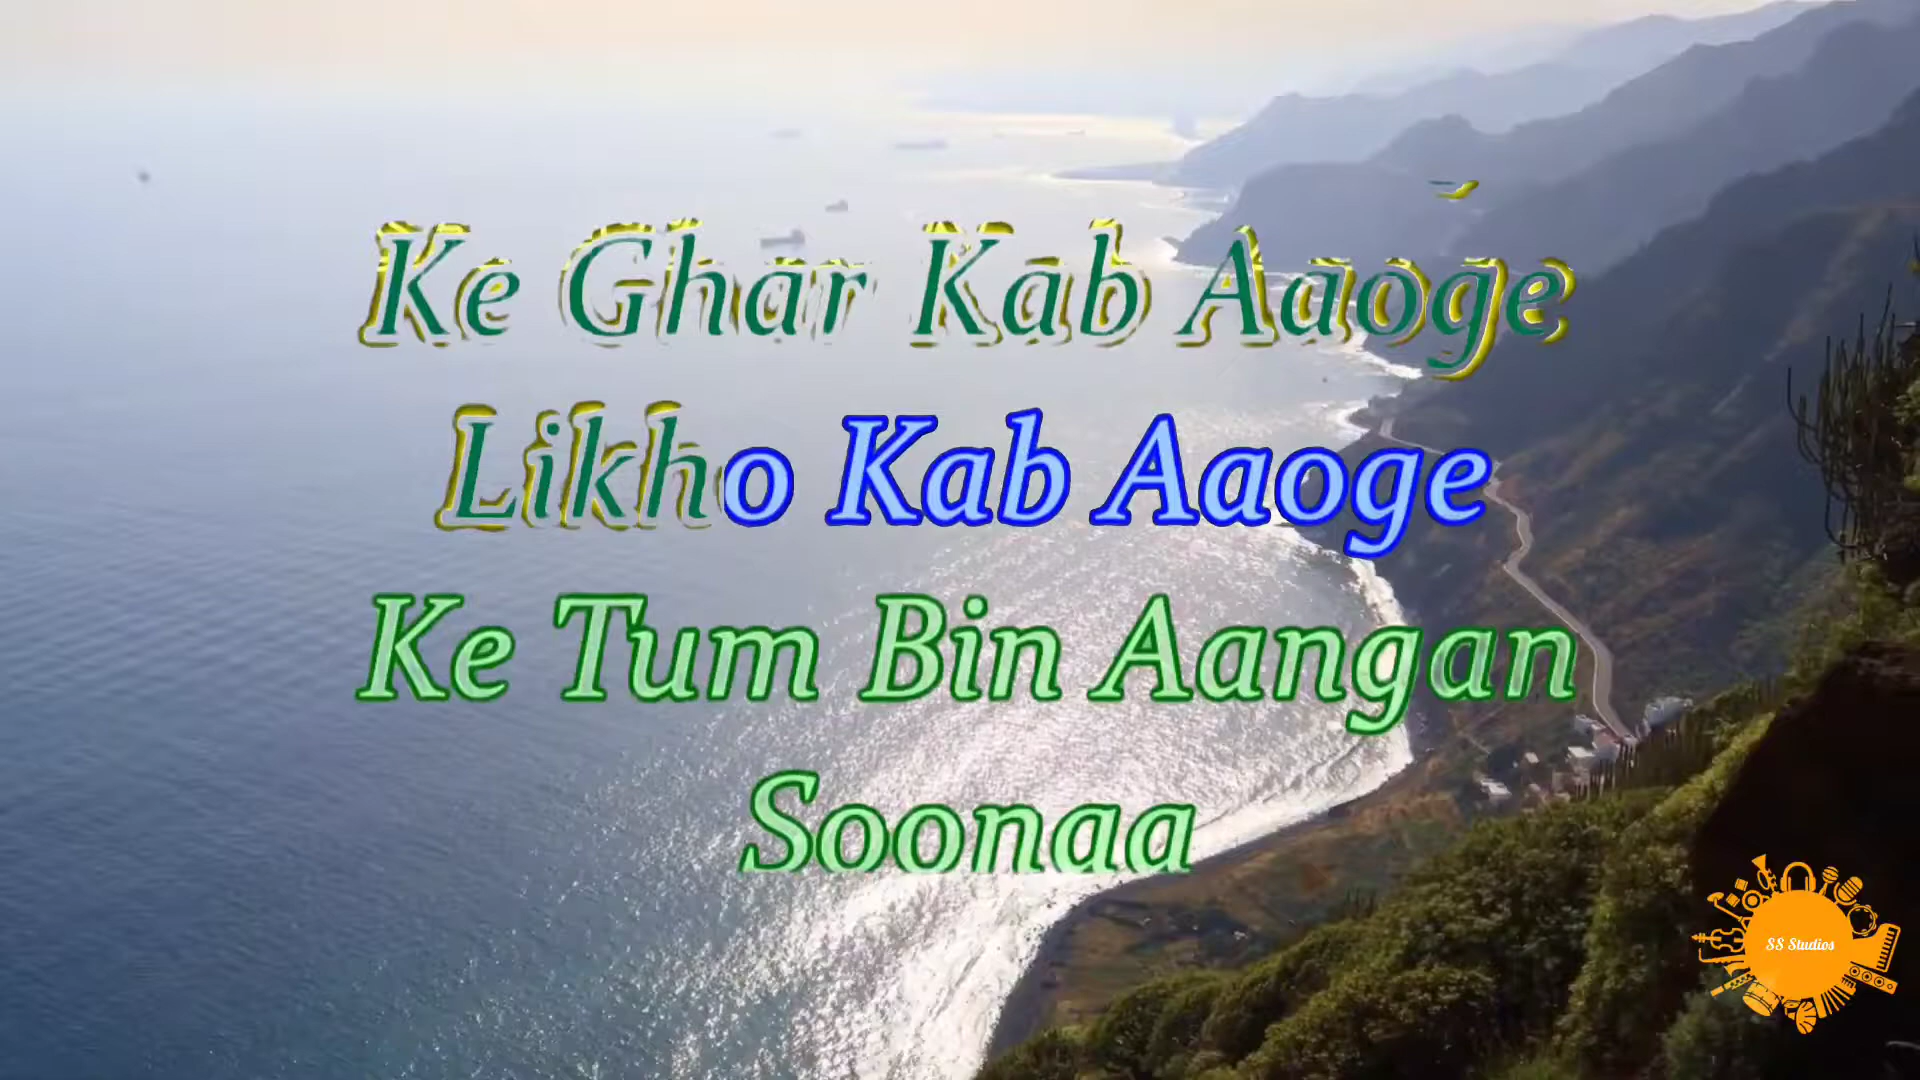 Ke Ghar Kab Aaoge
Likho Kab Aaoge
Ke Tum Bin Aangan
Soonaa
SS Studios